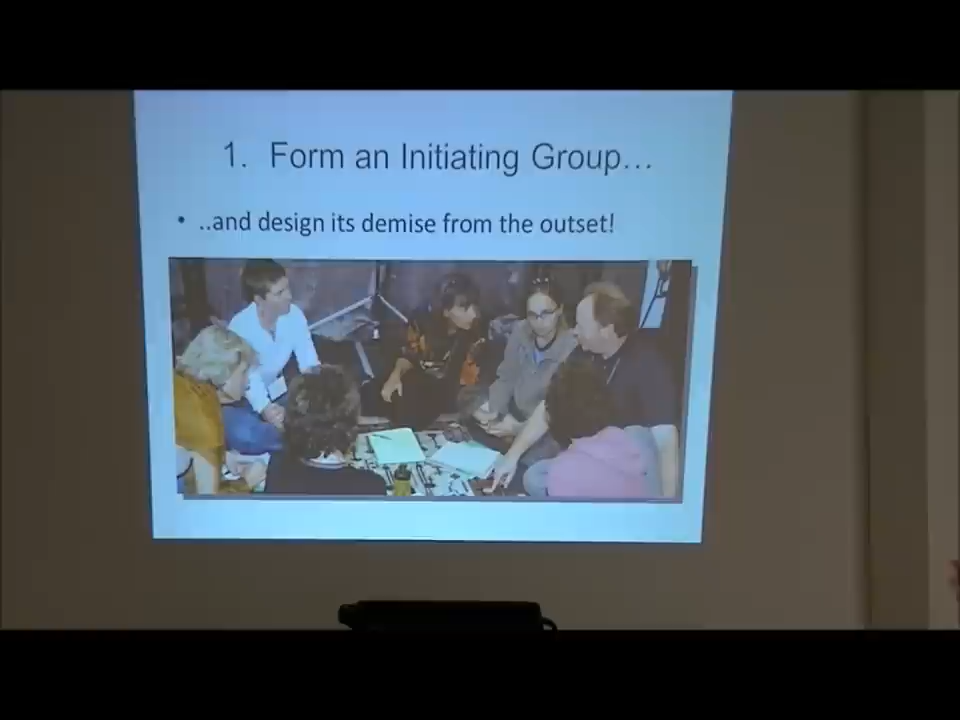 1. Form an Initiating Group…
• ..and design its demise from the outset!